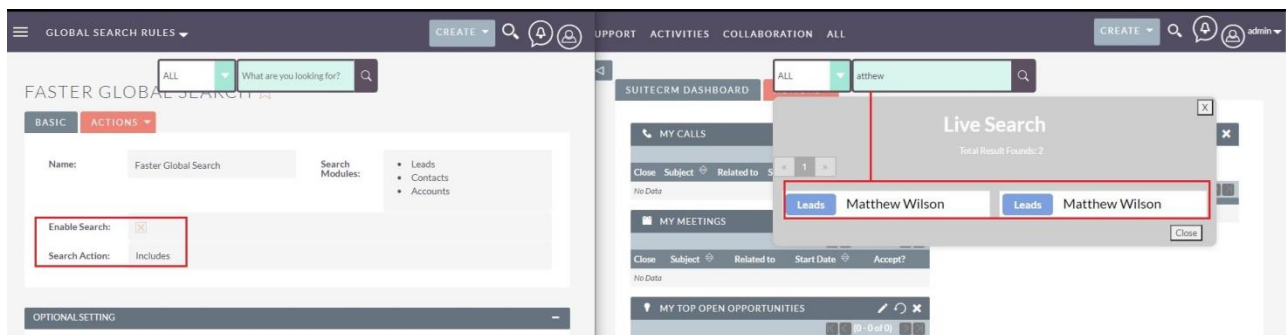 GLOBAL SEARCH RULES
CREATE
ALL
What are you looking for?
FASTER GLOBAL SEARCH
BASIC
ACTIONS
Name:
Faster Global Search
Search Modules:
Leads
Contacts
Accounts
Enable Search:
Search Action:
Includes
OPTIONAL SETTING
UPPORT ACTIVITIES COLLABORATION ALL
CREATE
admin
ALL
atthew
SUITECRM DASHBOARD
X
Live Search
Total Result Founds: 2
« 1 »
Leads Matthew Wilson
Leads Matthew Wilson
Close
MY CALLS
Close Subject Related to S
No Data
MY MEETINGS
Close Subject Related to Start Date Accept?
No Data
MY TOP OPEN OPPORTUNITIES
(0 - 0 of 0)